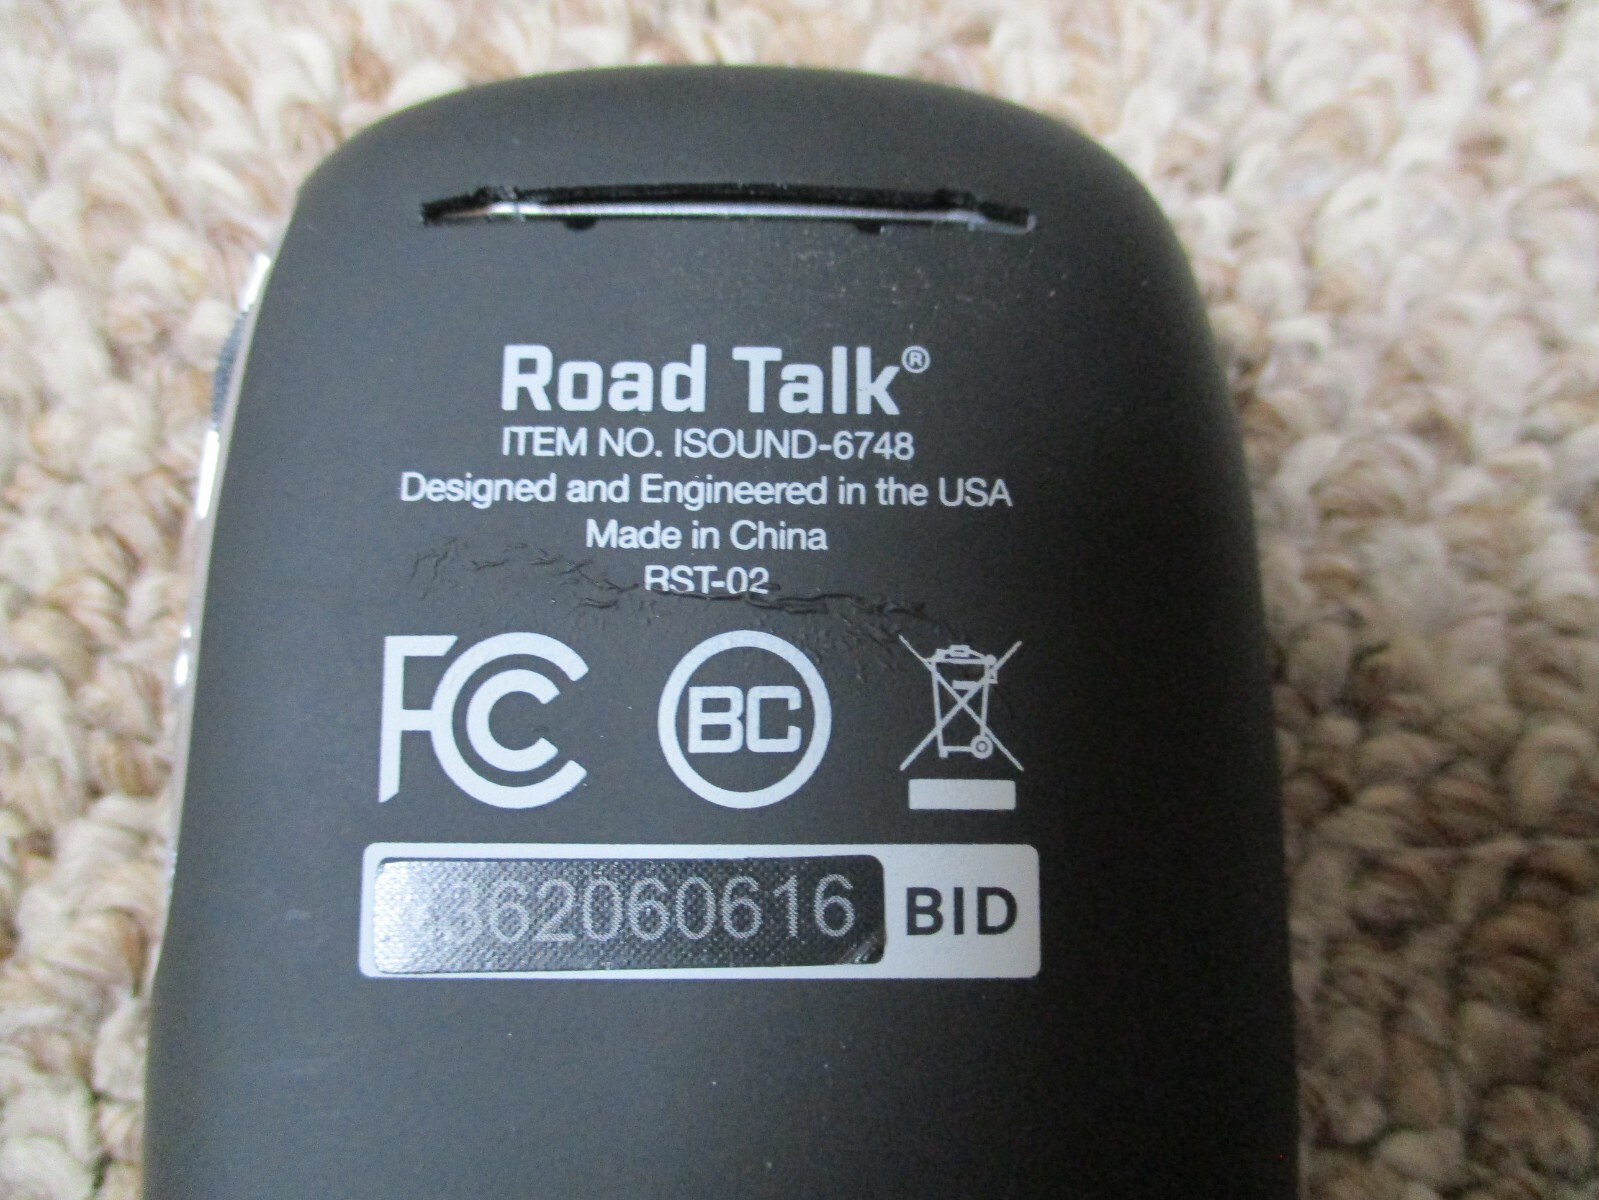 Road Talk®
ITEM NO. ISOUND-6748
Designed and Engineered in the USA
Made in China
RST-02
FC
BC
BID